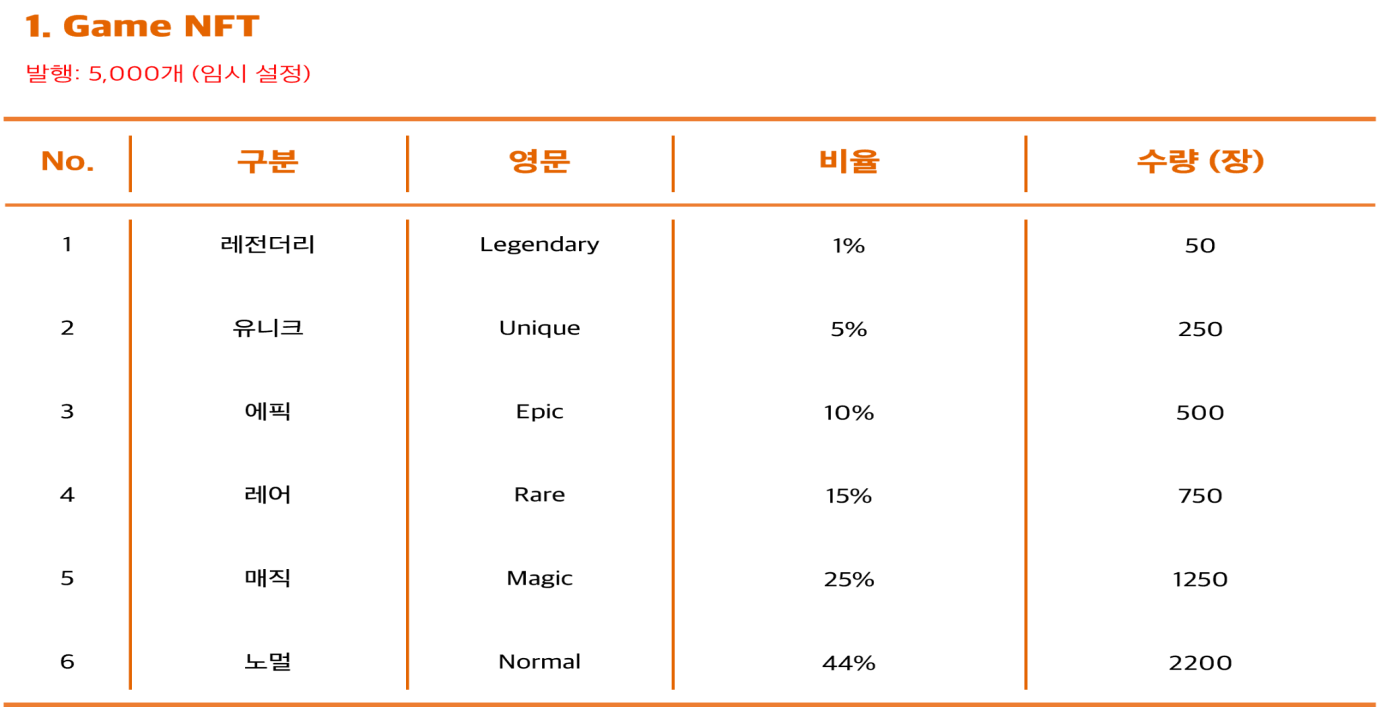 1. Game NFT
발행: 5,000개 (임시 설정)
No. 구분 영문 비율 수량 (장)
1 레전더리 Legendary 1% 50
2 유니크 Unique 5% 250
3 에픽 Epic 10% 500
4 레어 Rare 15% 750
5 매직 Magic 25% 1250
6 노멀 Normal 44% 2200